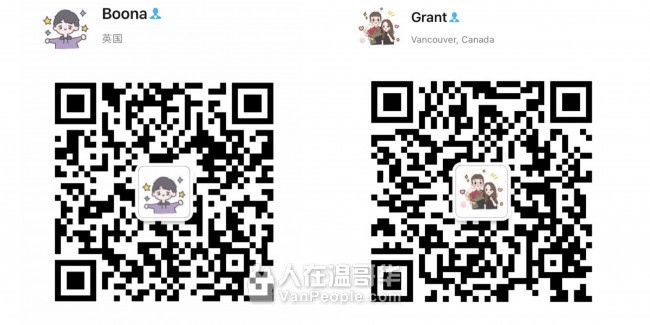 Boona
英国
Grant
Vancouver, Canada
人在温哥华
VanPeople.com